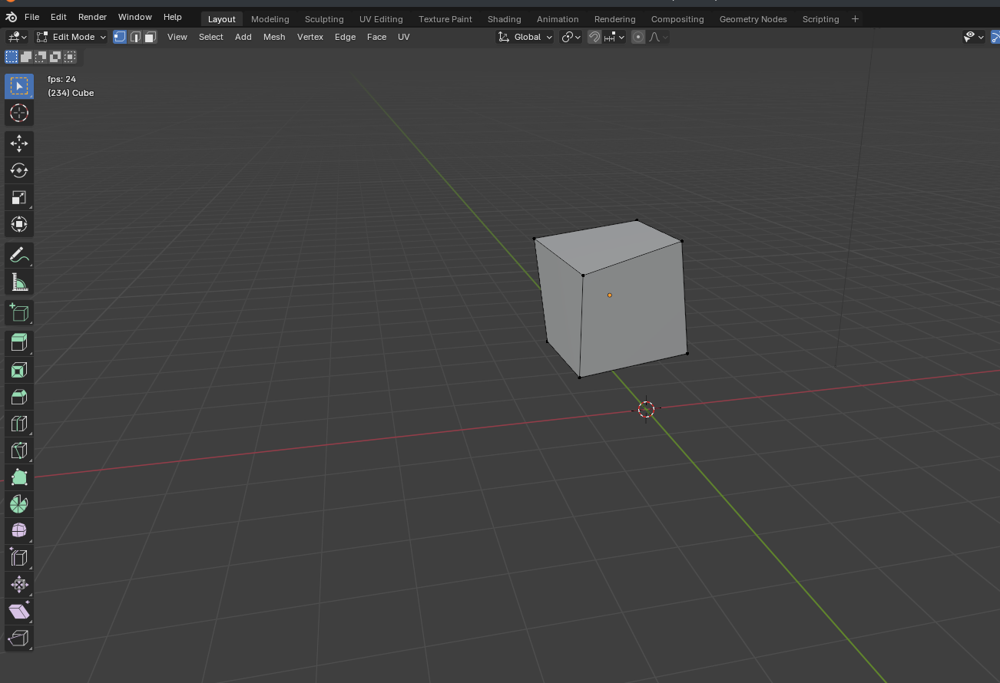 File Edit Render Window Help Layout Modeling Sculpting UV Editing Texture Paint Shading Animation Rendering Compositing Geometry Nodes Scripting
Edit Mode View Select Add Mesh Vertex Edge Face UV Global
fps: 24
(234) Cube